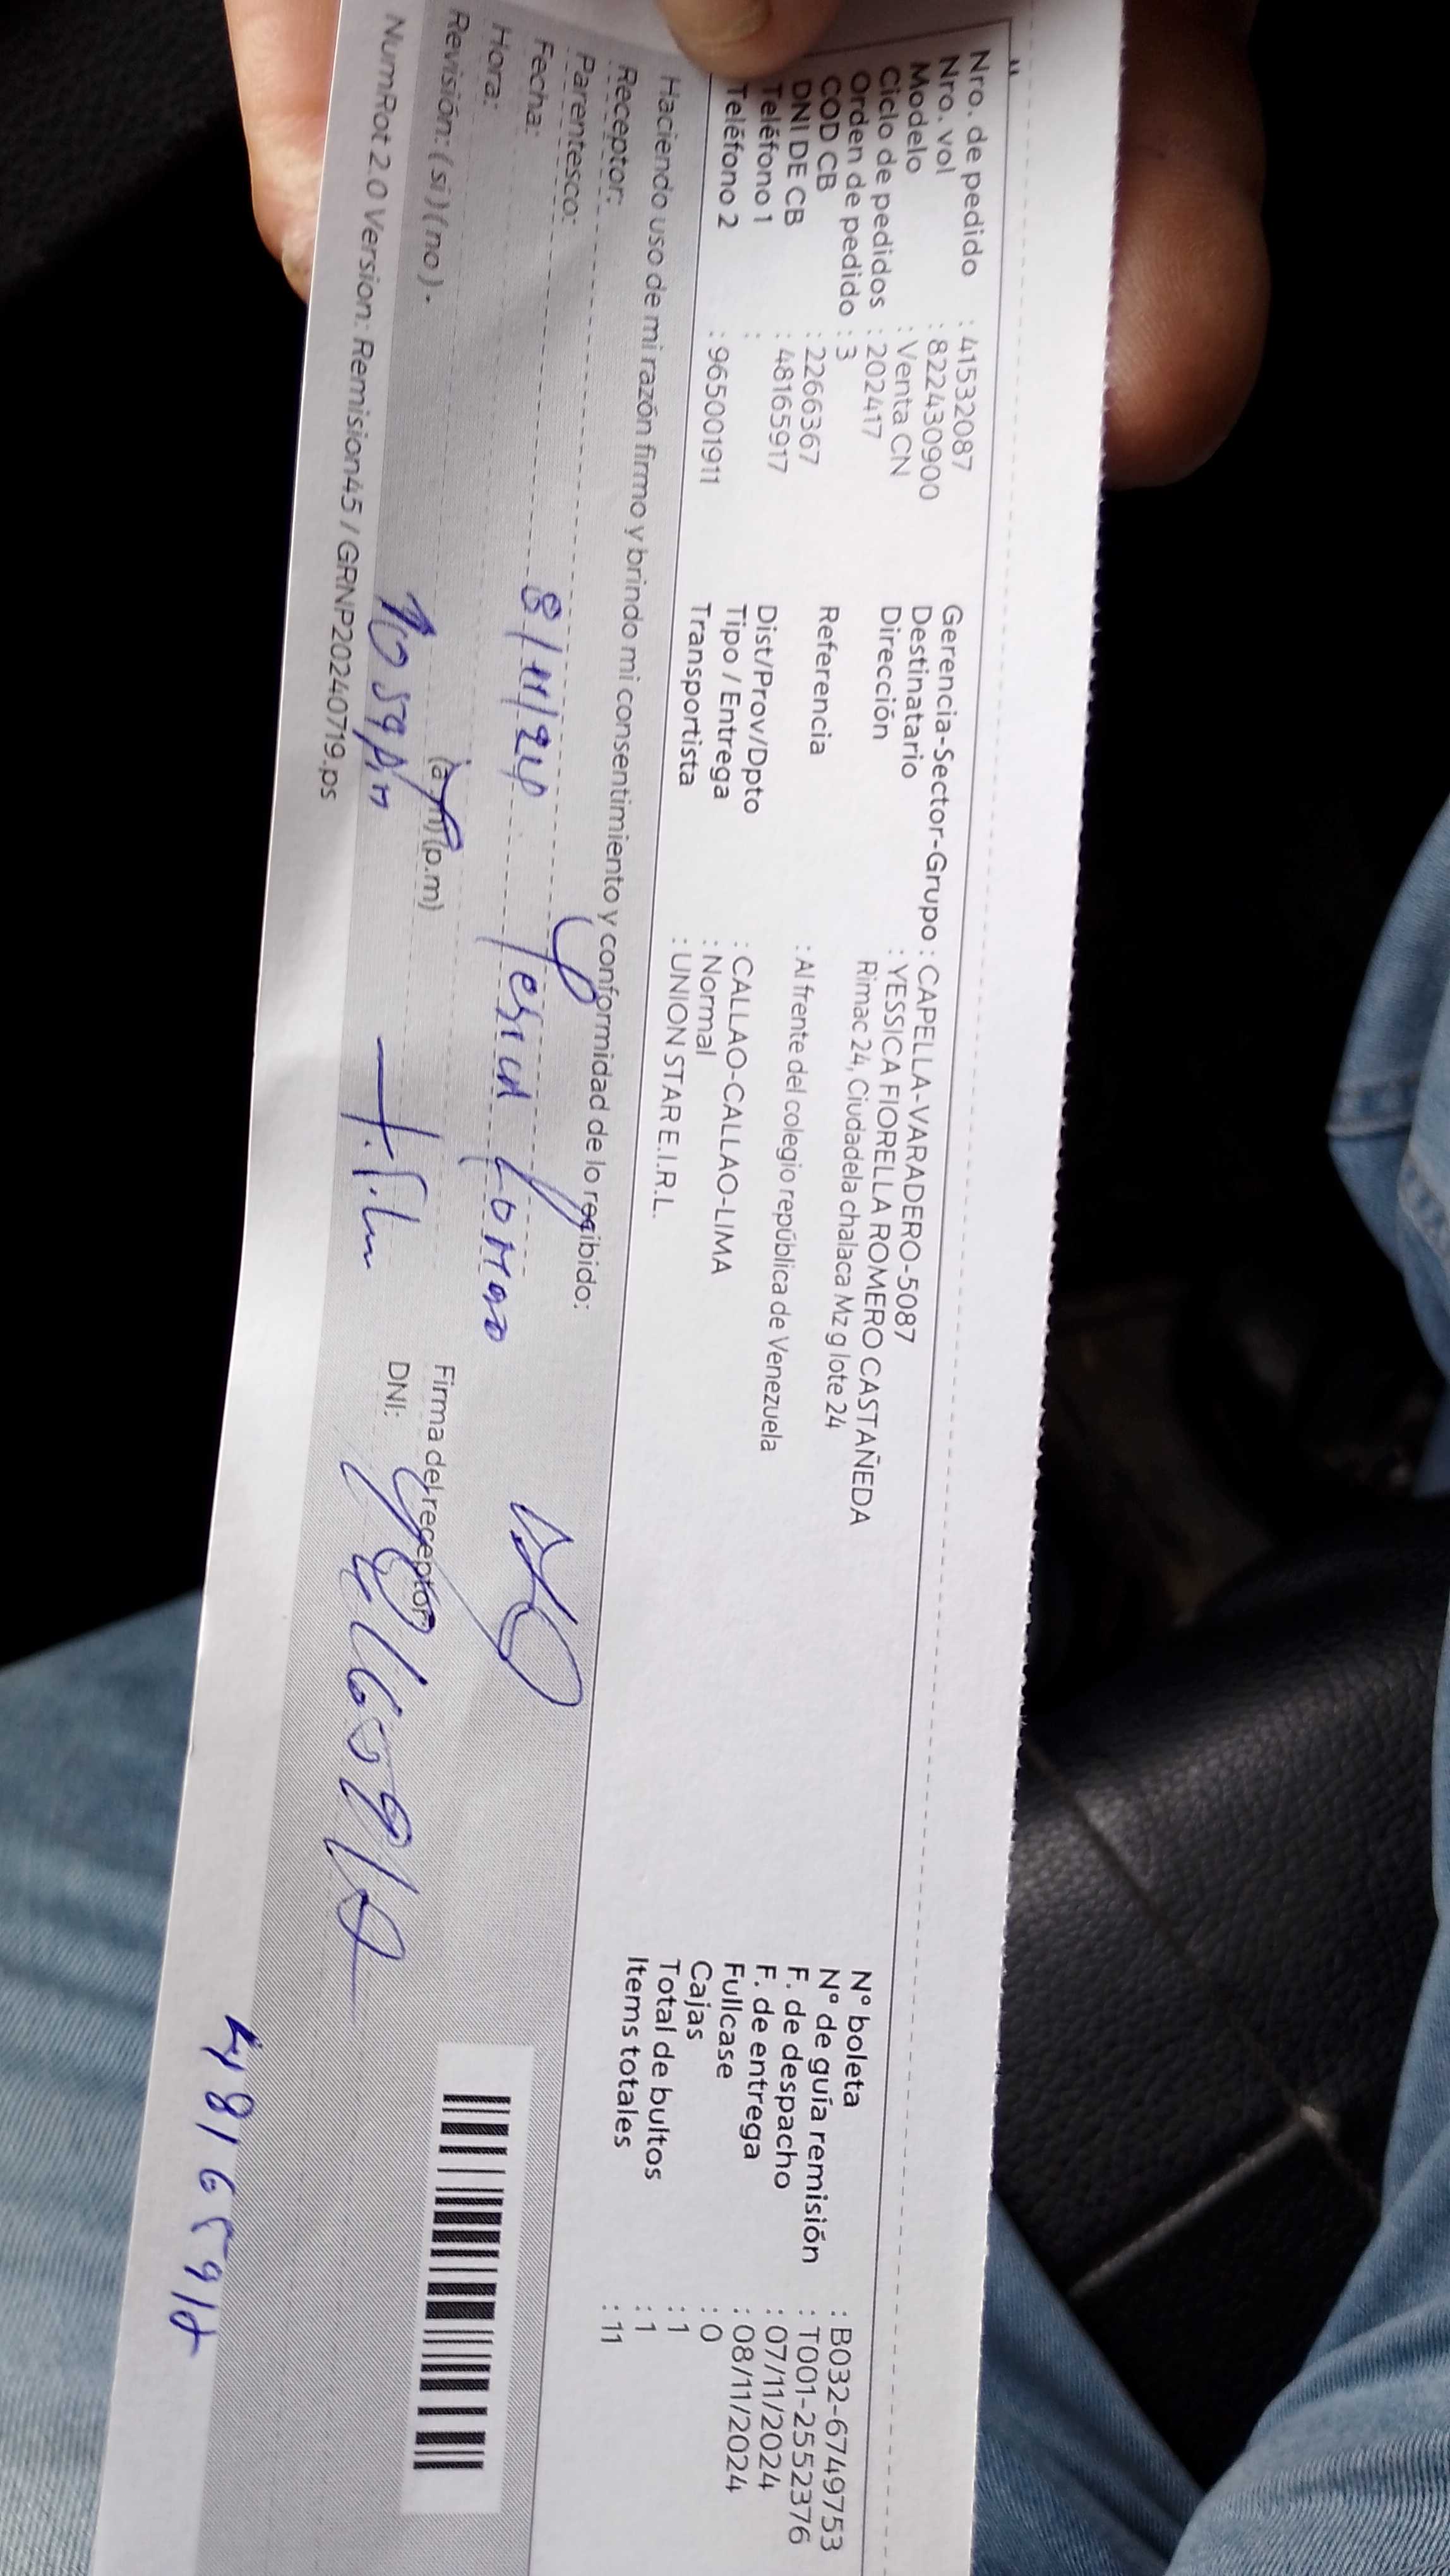 Nro. de pedido : 41532087
Nro. vol : 822430900
Modelo : Venta CN
Ciclo de pedidos : 202417
Orden de pedido : 3
COD CB : 2266367
DNI DE CB : 48165917
Teléfono 1 :
Teléfono 2 : 965001911
Gerencia-Sector-Grupo : CAPELLA-VARADERO-5087
Destinatario : YESSICA FIORELLA ROMERO CASTAÑEDA
Dirección Rimac 24, Ciudadela chalaca Mz g lote 24
Referencia : Al frente del colegio república de Venezuela
Dist/Prov/Dpto : CALLAO-CALLAO-LIMA
Tipo / Entrega : Normal
Transportista : UNION STAR E.I.R.L.
N° boleta : B032-6749753
N° de guía remisión : T001-2552376
F. de despacho : 07/11/2024
F. de entrega : 08/11/2024
Fullcase : 0
Cajas : 1
Total de bultos : 1
Items totales : 11
Haciendo uso de mi razón firmo y brindo mi consentimiento y conformidad de lo recibido:
Receptor:
Parentesco:
Fecha: 8/11/24
Hora: (a.m) (p.m)
Revisión: ( si ) ( no ).
Firma del receptor
DNI:
48165917
NumRot 2.0 Version: Remision45 / GRNP20240719.ps